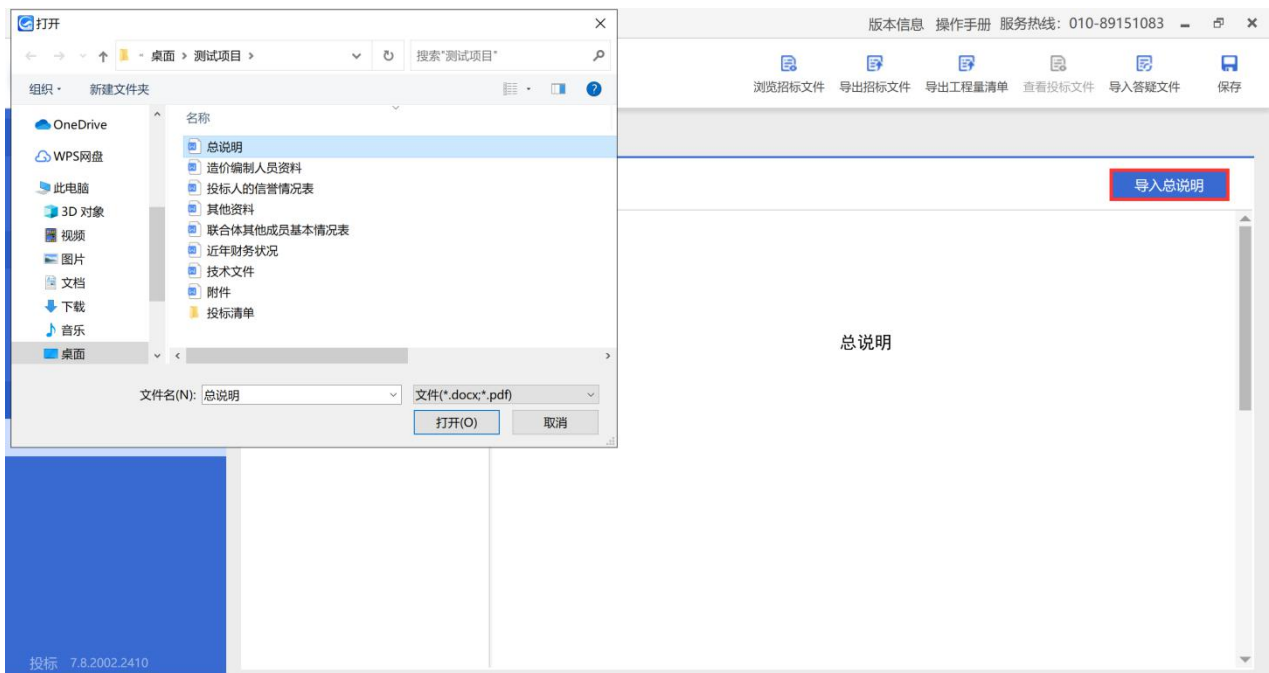 打开
版本信息 操作手册 服务热线：010-89151083
桌面 › 测试项目 ›
搜索"测试项目"
浏览招标文件 导出招标文件 导出工程量清单 查看投标文件 导入答疑文件 保存
组织 新建文件夹
OneDrive
WPS网盘
此电脑
3D 对象
视频
图片
文档
下载
音乐
桌面
名称
总说明
造价编制人员资料
投标人的信誉情况表
其他资料
联合体其他成员基本情况表
近年财务状况
技术文件
附件
投标清单
文件名(N): 总说明 文件(*.docx;*.pdf)
打开(O) 取消
导入总说明
总说明
投标 7.8.2002.2410